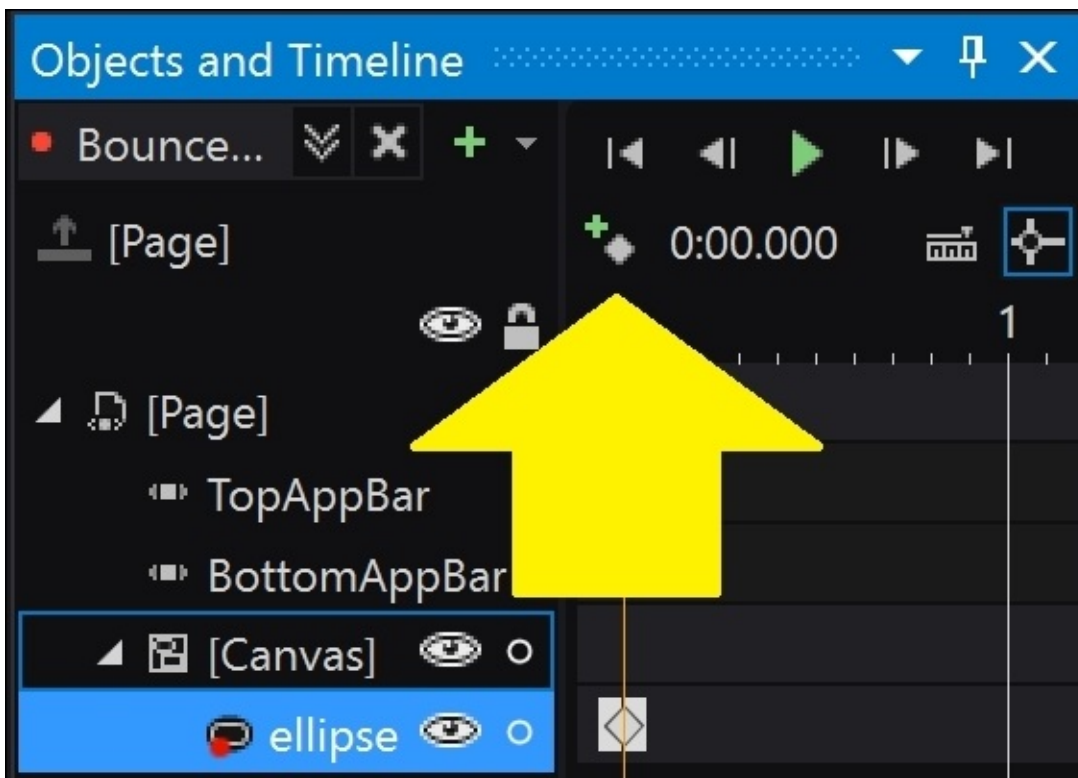 Objects and Timeline
Bounce...
[Page]
0:00.000
1
[Page]
TopAppBar
BottomAppBar
[Canvas]
ellipse